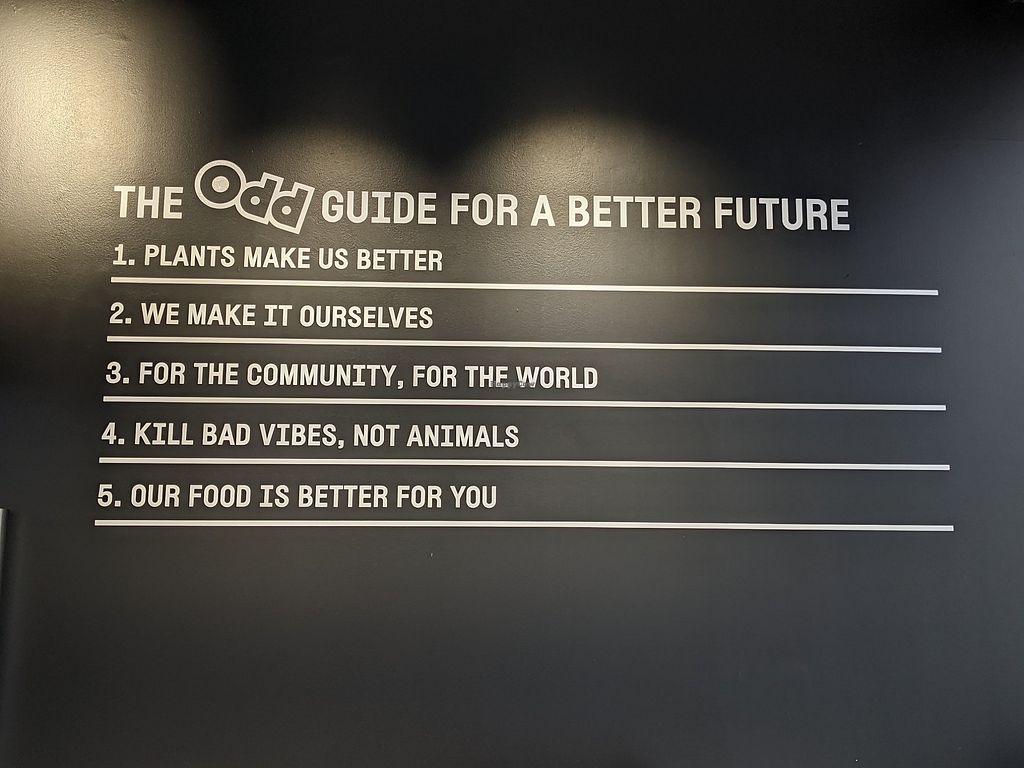 THE Odd GUIDE FOR A BETTER FUTURE
1. PLANTS MAKE US BETTER
2. WE MAKE IT OURSELVES
3. FOR THE COMMUNITY, FOR THE WORLD
4. KILL BAD VIBES, NOT ANIMALS
5. OUR FOOD IS BETTER FOR YOU